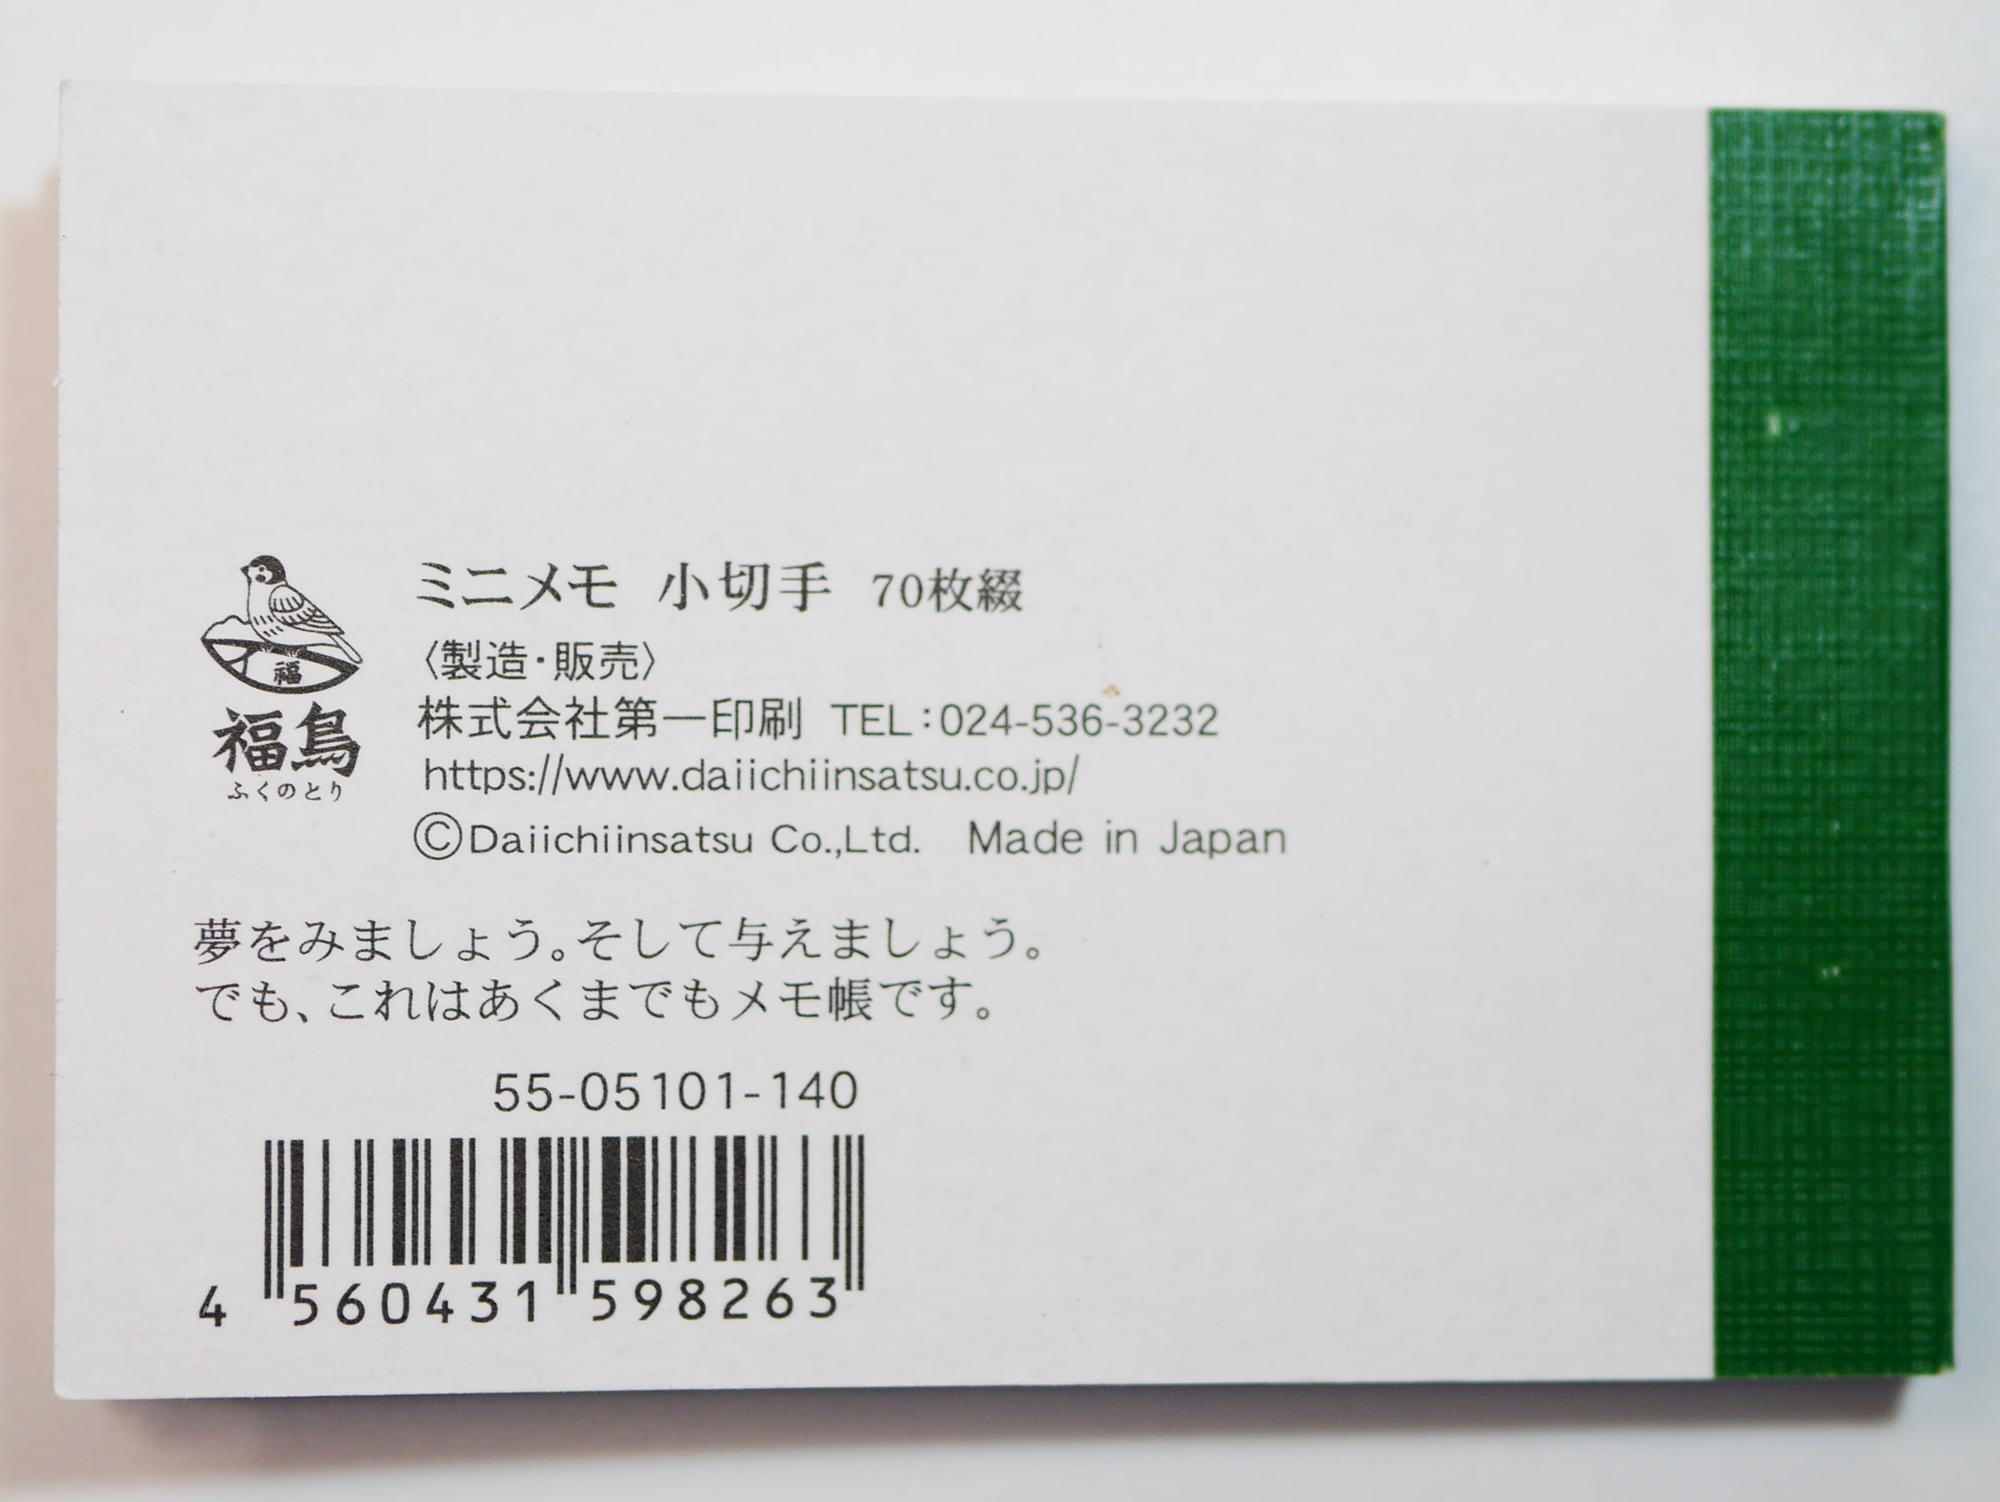 福
福鳥
ふくのとり
ミニメモ 小切手 70枚綴
〈製造・販売〉
株式会社第一印刷 TEL：024-536-3232
https://www.daiichiinsatsu.co.jp/
©Daiichiinsatsu Co.,Ltd. Made in Japan
夢をみましょう。そして与えましょう。
でも、これはあくまでもメモ帳です。
55-05101-140
4 560431 598263